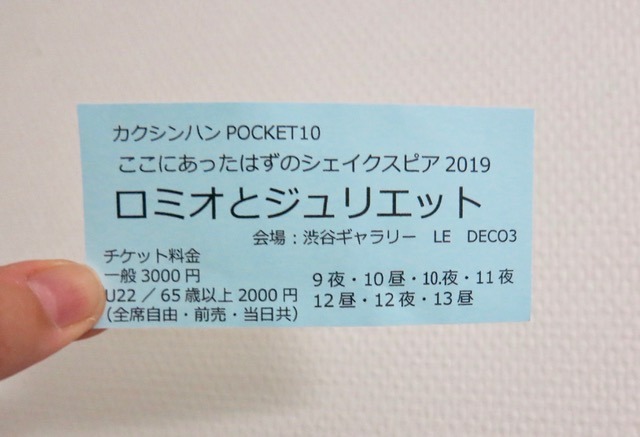 カクシンハン POCKET10
ここにあったはずのシェイクスピア 2019
ロミオとジュリエット
会場：渋谷ギャラリー LE DECO3
チケット料金
一般 3000 円
U22 ／ 65 歳以上 2000 円
（全席自由・前売・当日共）
9 夜・10 昼・10.夜・11 夜
12 昼・12 夜・13 昼